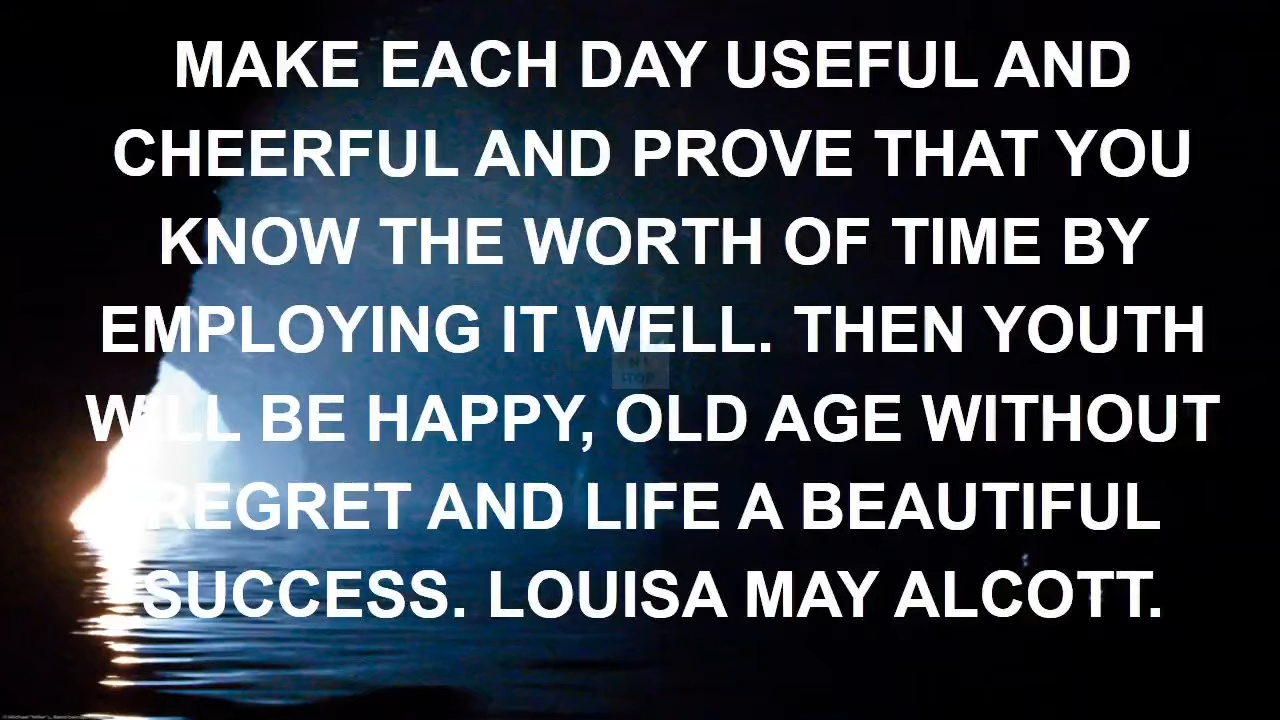 MAKE EACH DAY USEFUL AND
CHEERFUL AND PROVE THAT YOU
KNOW THE WORTH OF TIME BY
EMPLOYING IT WELL. THEN YOUTH
WILL BE HAPPY, OLD AGE WITHOUT
REGRET AND LIFE A BEAUTIFUL
SUCCESS. LOUISA MAY ALCOTT.